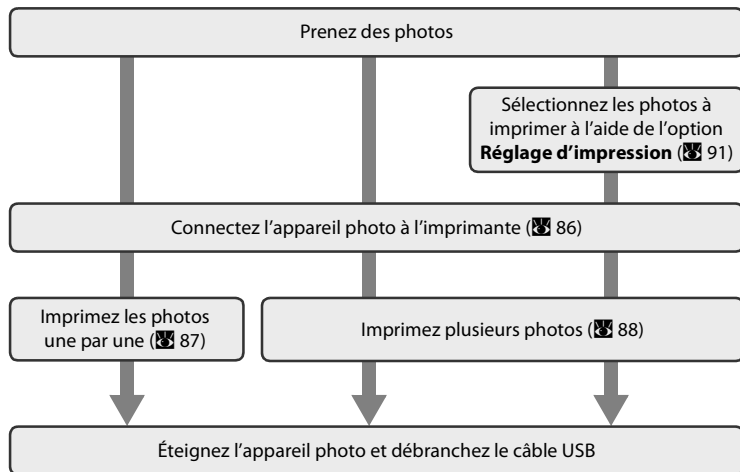 Prenez des photos
Sélectionnez les photos à
imprimer à l'aide de l'option
Réglage d'impression ( 91)
Connectez l'appareil photo à l'imprimante ( 86)
Imprimez les photos
une par une ( 87)
Imprimez plusieurs photos ( 88)
Éteignez l'appareil photo et débranchez le câble USB